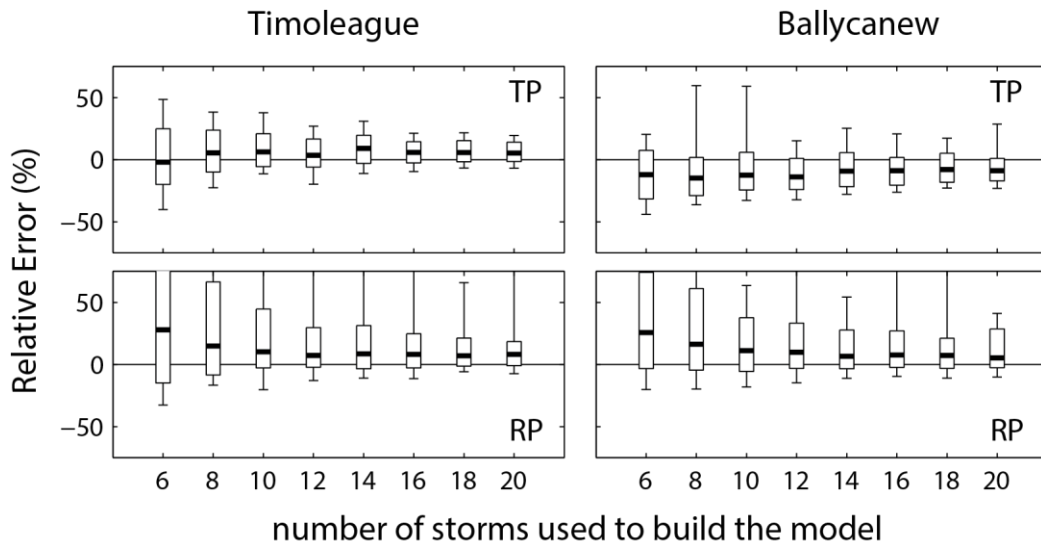 Timoleague Ballycanew
Relative Error (%)
50 TP TP
0
−50
50
0
−50 RP RP
6 8 10 12 14 16 18 20 6 8 10 12 14 16 18 20
number of storms used to build the model